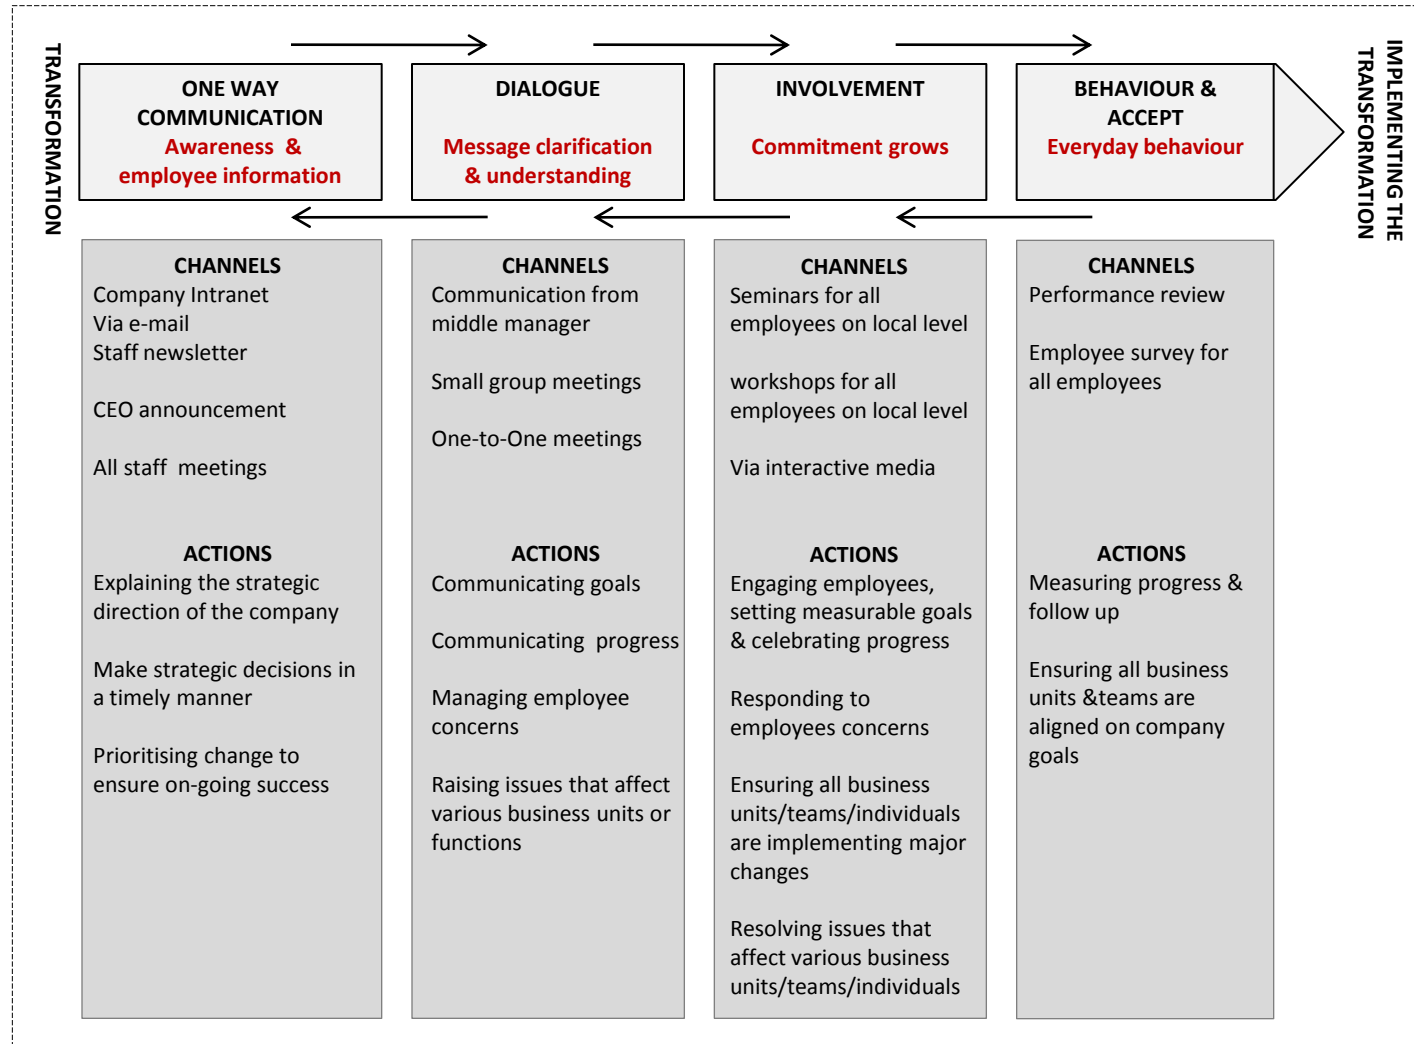 TRANSFORMATION
ONE WAY
COMMUNICATION
Awareness &
employee information
DIALOGUE
Message clarification
& understanding
INVOLVEMENT
Commitment grows
BEHAVIOUR &
ACCEPT
Everyday behaviour
IMPLEMENTING THE
TRANSFORMATION
CHANNELS
Company Intranet
Via e-mail
Staff newsletter
CEO announcement
All staff meetings
ACTIONS
Explaining the strategic
direction of the company
Make strategic decisions in
a timely manner
Prioritising change to
ensure on-going success
CHANNELS
Communication from
middle manager
Small group meetings
One-to-One meetings
ACTIONS
Communicating goals
Communicating progress
Managing employee
concerns
Raising issues that affect
various business units or
functions
CHANNELS
Seminars for all
employees on local level
workshops for all
employees on local level
Via interactive media
ACTIONS
Engaging employees,
setting measurable goals
& celebrating progress
Responding to
employees concerns
Ensuring all business
units/teams/individuals
are implementing major
changes
Resolving issues that
affect various business
units/teams/individuals
CHANNELS
Performance review
Employee survey for
all employees
ACTIONS
Measuring progress &
follow up
Ensuring all business
units &teams are
aligned on company
goals